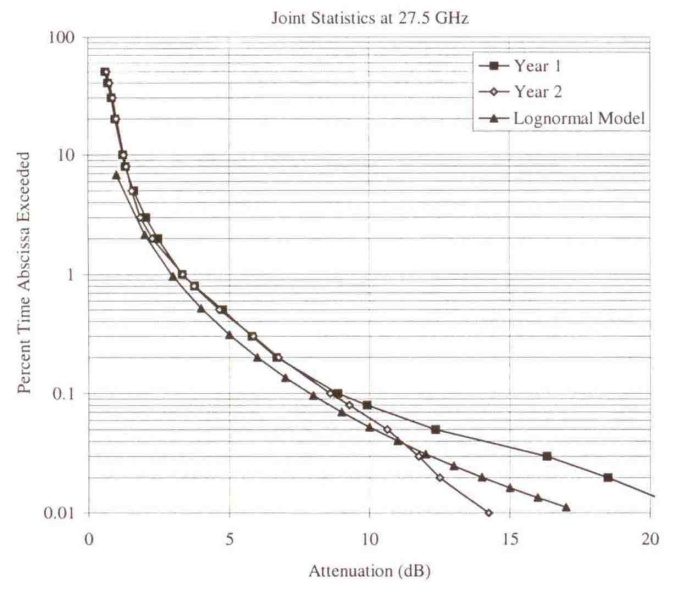 Joint Statistics at 27.5 GHz
100
10
1
0.1
0.01
Percent Time Abscissa Exceeded
Year 1
Year 2
Lognormal Model
0 5 10 15 20
Attenuation (dB)